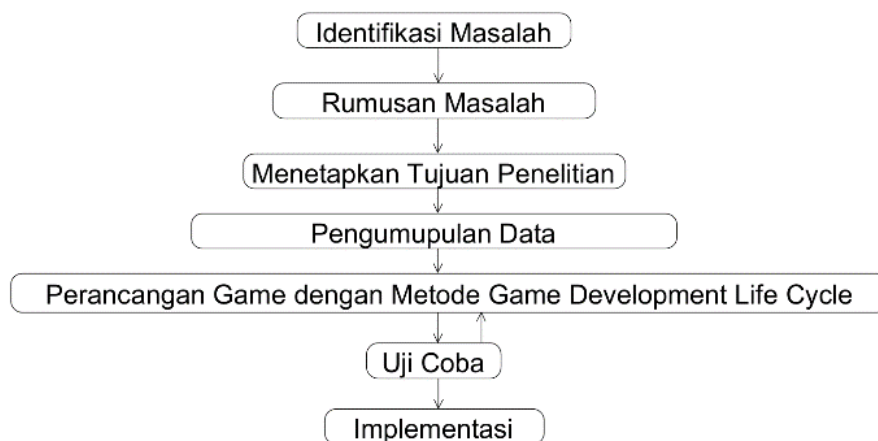 Identifikasi Masalah
Rumusan Masalah
Menetapkan Tujuan Penelitian
Pengumupulan Data
Perancangan Game dengan Metode Game Development Life Cycle
Uji Coba
Implementasi